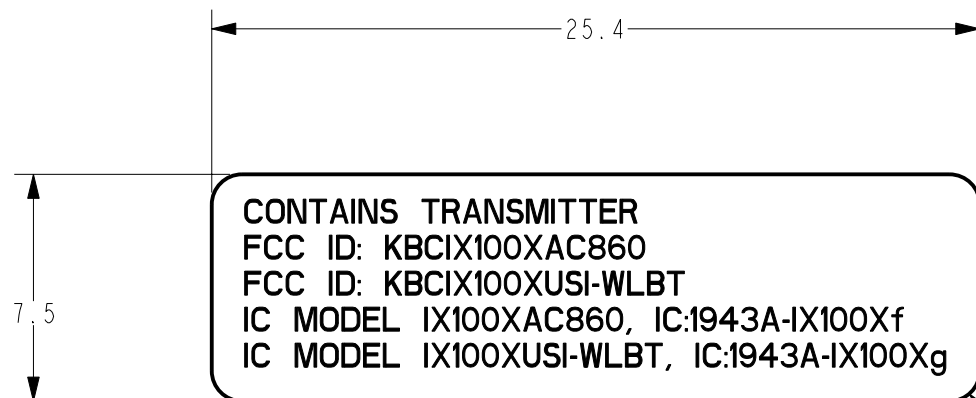 25.4
7.5
CONTAINS TRANSMITTER
FCC ID: KBCIX100XAC860
FCC ID: KBCIX100XUSI-WLBT
IC MODEL IX100XAC860, IC:1943A-IX100Xf
IC MODEL IX100XUSI-WLBT, IC:1943A-IX100Xg